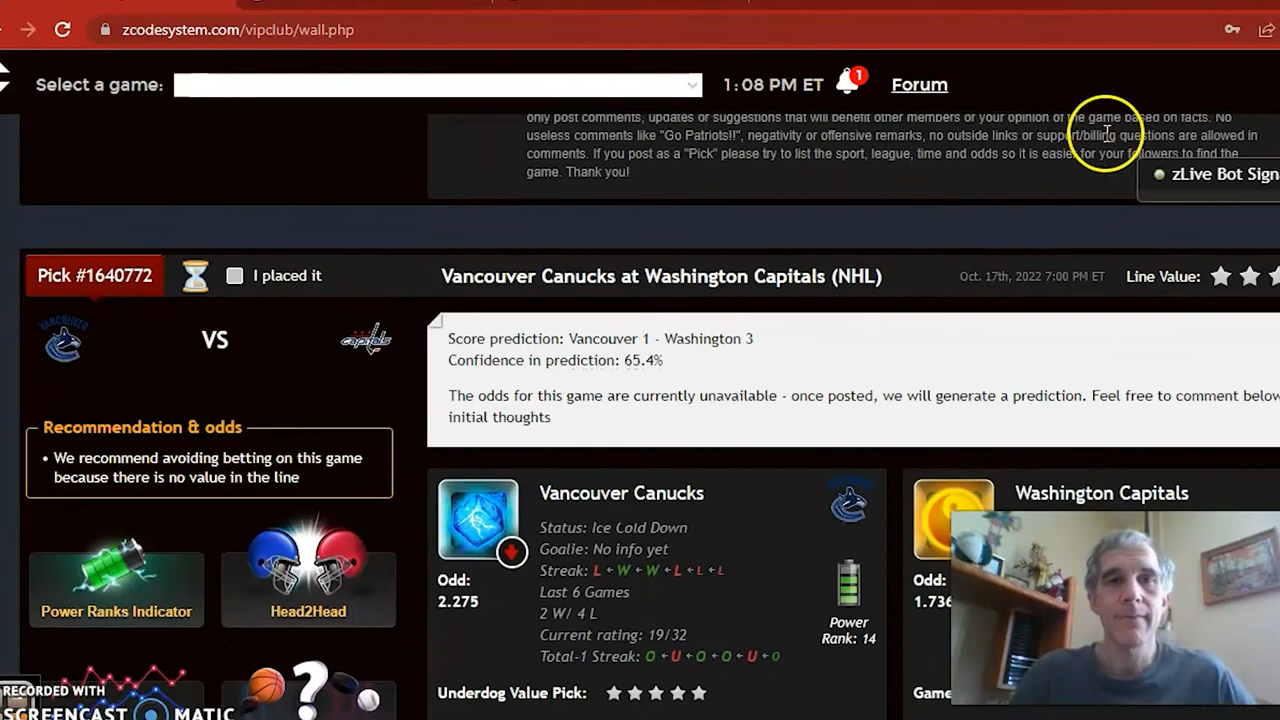 zcodesystem.com/vipclub/wall.php
Select a game:
1:08 PM ET
1
Forum
only post comments, updates or suggestions that will benefit other members or your opinion of the game based on facts. No
useless comments like "Go Patriots!!", negativity or offensive remarks, no outside links or support/billing questions are allowed in
comments. If you post as a "Pick" please try to list the sport, league, time and odds so it is easier for your followers to find the
game. Thank you!
zLive Bot Sign
Pick #1640772
I placed it
Vancouver Canucks at Washington Capitals (NHL)
Oct. 17th, 2022 7:00 PM ET
Line Value:
VANCOUVER
VS
capitals
Score prediction: Vancouver 1 - Washington 3
Confidence in prediction: 65.4%
The odds for this game are currently unavailable - once posted, we will generate a prediction. Feel free to comment below
initial thoughts
Recommendation & odds
• We recommend avoiding betting on this game
because there is no value in the line
Power Ranks Indicator
Head2Head
Vancouver Canucks
Status: Ice Cold Down
Goalie: No info yet
Streak: L - W - W - L - L - L
Last 6 Games
2 W/ 4 L
Current rating: 19/32
Total-1 Streak: O - U - O - O - U - O
Odd:
2.275
Power
Rank: 14
Underdog Value Pick:
Washington Capitals
Odd:
1.736
Game
?
RECORDED WITH
SCREENCAST MATIC